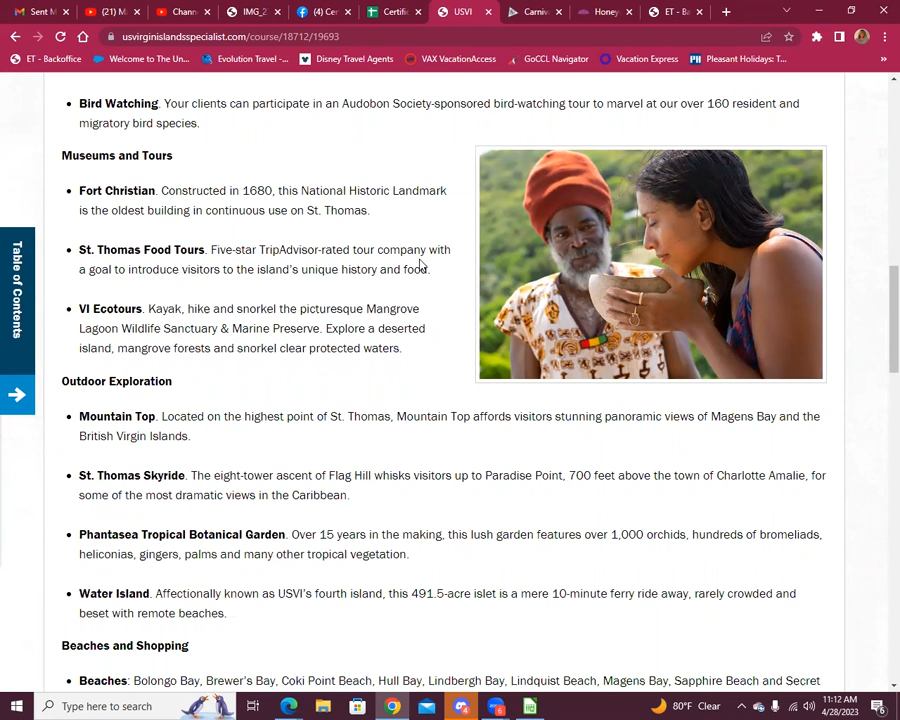 Sent M
(21) M
Chann
IMG_2
(4) Cer
Certific
USVI
Carniv
Honey
ET - Ba
usvirginislandsspecialist.com/course/18712/19693
ET - Backoffice
Welcome to The Un...
Evolution Travel -...
Disney Travel Agents
VAX VacationAccess
GoCCL Navigator
Vacation Express
Pleasant Holidays: T...
Bird Watching. Your clients can participate in an Audobon Society-sponsored bird-watching tour to marvel at our over 160 resident and
migratory bird species.
Museums and Tours
Fort Christian. Constructed in 1680, this National Historic Landmark
is the oldest building in continuous use on St. Thomas.
St. Thomas Food Tours. Five-star TripAdvisor-rated tour company with
a goal to introduce visitors to the island's unique history and food.
VI Ecotours. Kayak, hike and snorkel the picturesque Mangrove
Lagoon Wildlife Sanctuary & Marine Preserve. Explore a deserted
island, mangrove forests and snorkel clear protected waters.
Table of Contents
Outdoor Exploration
Mountain Top. Located on the highest point of St. Thomas, Mountain Top affords visitors stunning panoramic views of Magens Bay and the
British Virgin Islands.
St. Thomas Skyride. The eight-tower ascent of Flag Hill whisks visitors up to Paradise Point, 700 feet above the town of Charlotte Amalie, for
some of the most dramatic views in the Caribbean.
Phantasea Tropical Botanical Garden. Over 15 years in the making, this lush garden features over 1,000 orchids, hundreds of bromeliads,
heliconias, gingers, palms and many other tropical vegetation.
Water Island. Affectionally known as USVI's fourth island, this 491.5-acre islet is a mere 10-minute ferry ride away, rarely crowded and
beset with remote beaches.
Beaches and Shopping
Beaches: Bolongo Bay, Brewer's Bay, Coki Point Beach, Hull Bay, Lindbergh Bay, Lindquist Beach, Magens Bay, Sapphire Beach and Secret
Type here to search
80°F Clear
11:12 AM
4/28/2023